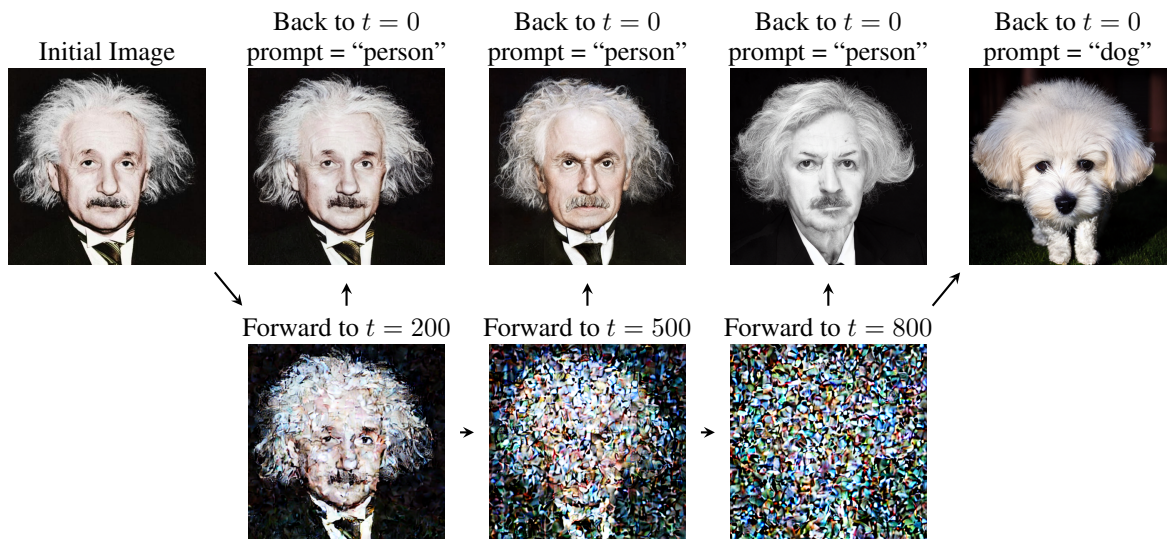 Initial Image
Back to t = 0
prompt = “person”
Back to t = 0
prompt = “person”
Back to t = 0
prompt = “person”
Back to t = 0
prompt = “dog”
Forward to t = 200
Forward to t = 500
Forward to t = 800